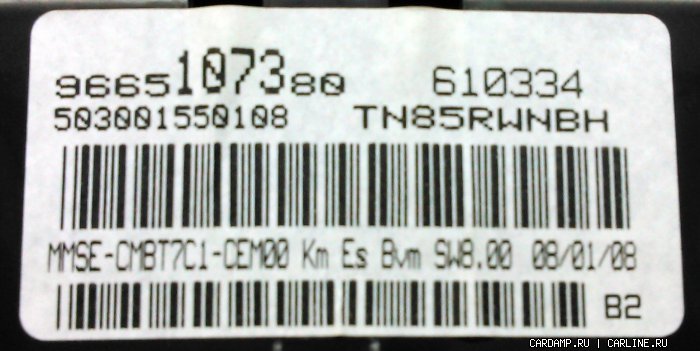 9665107380 610334
503001550108 TN85RWNBH
MMSE-CMBT7C1-CEM00 Km Es Bvm SW8.00 08/01/08
B2
CARDAMP.RU | CARLINE.RU